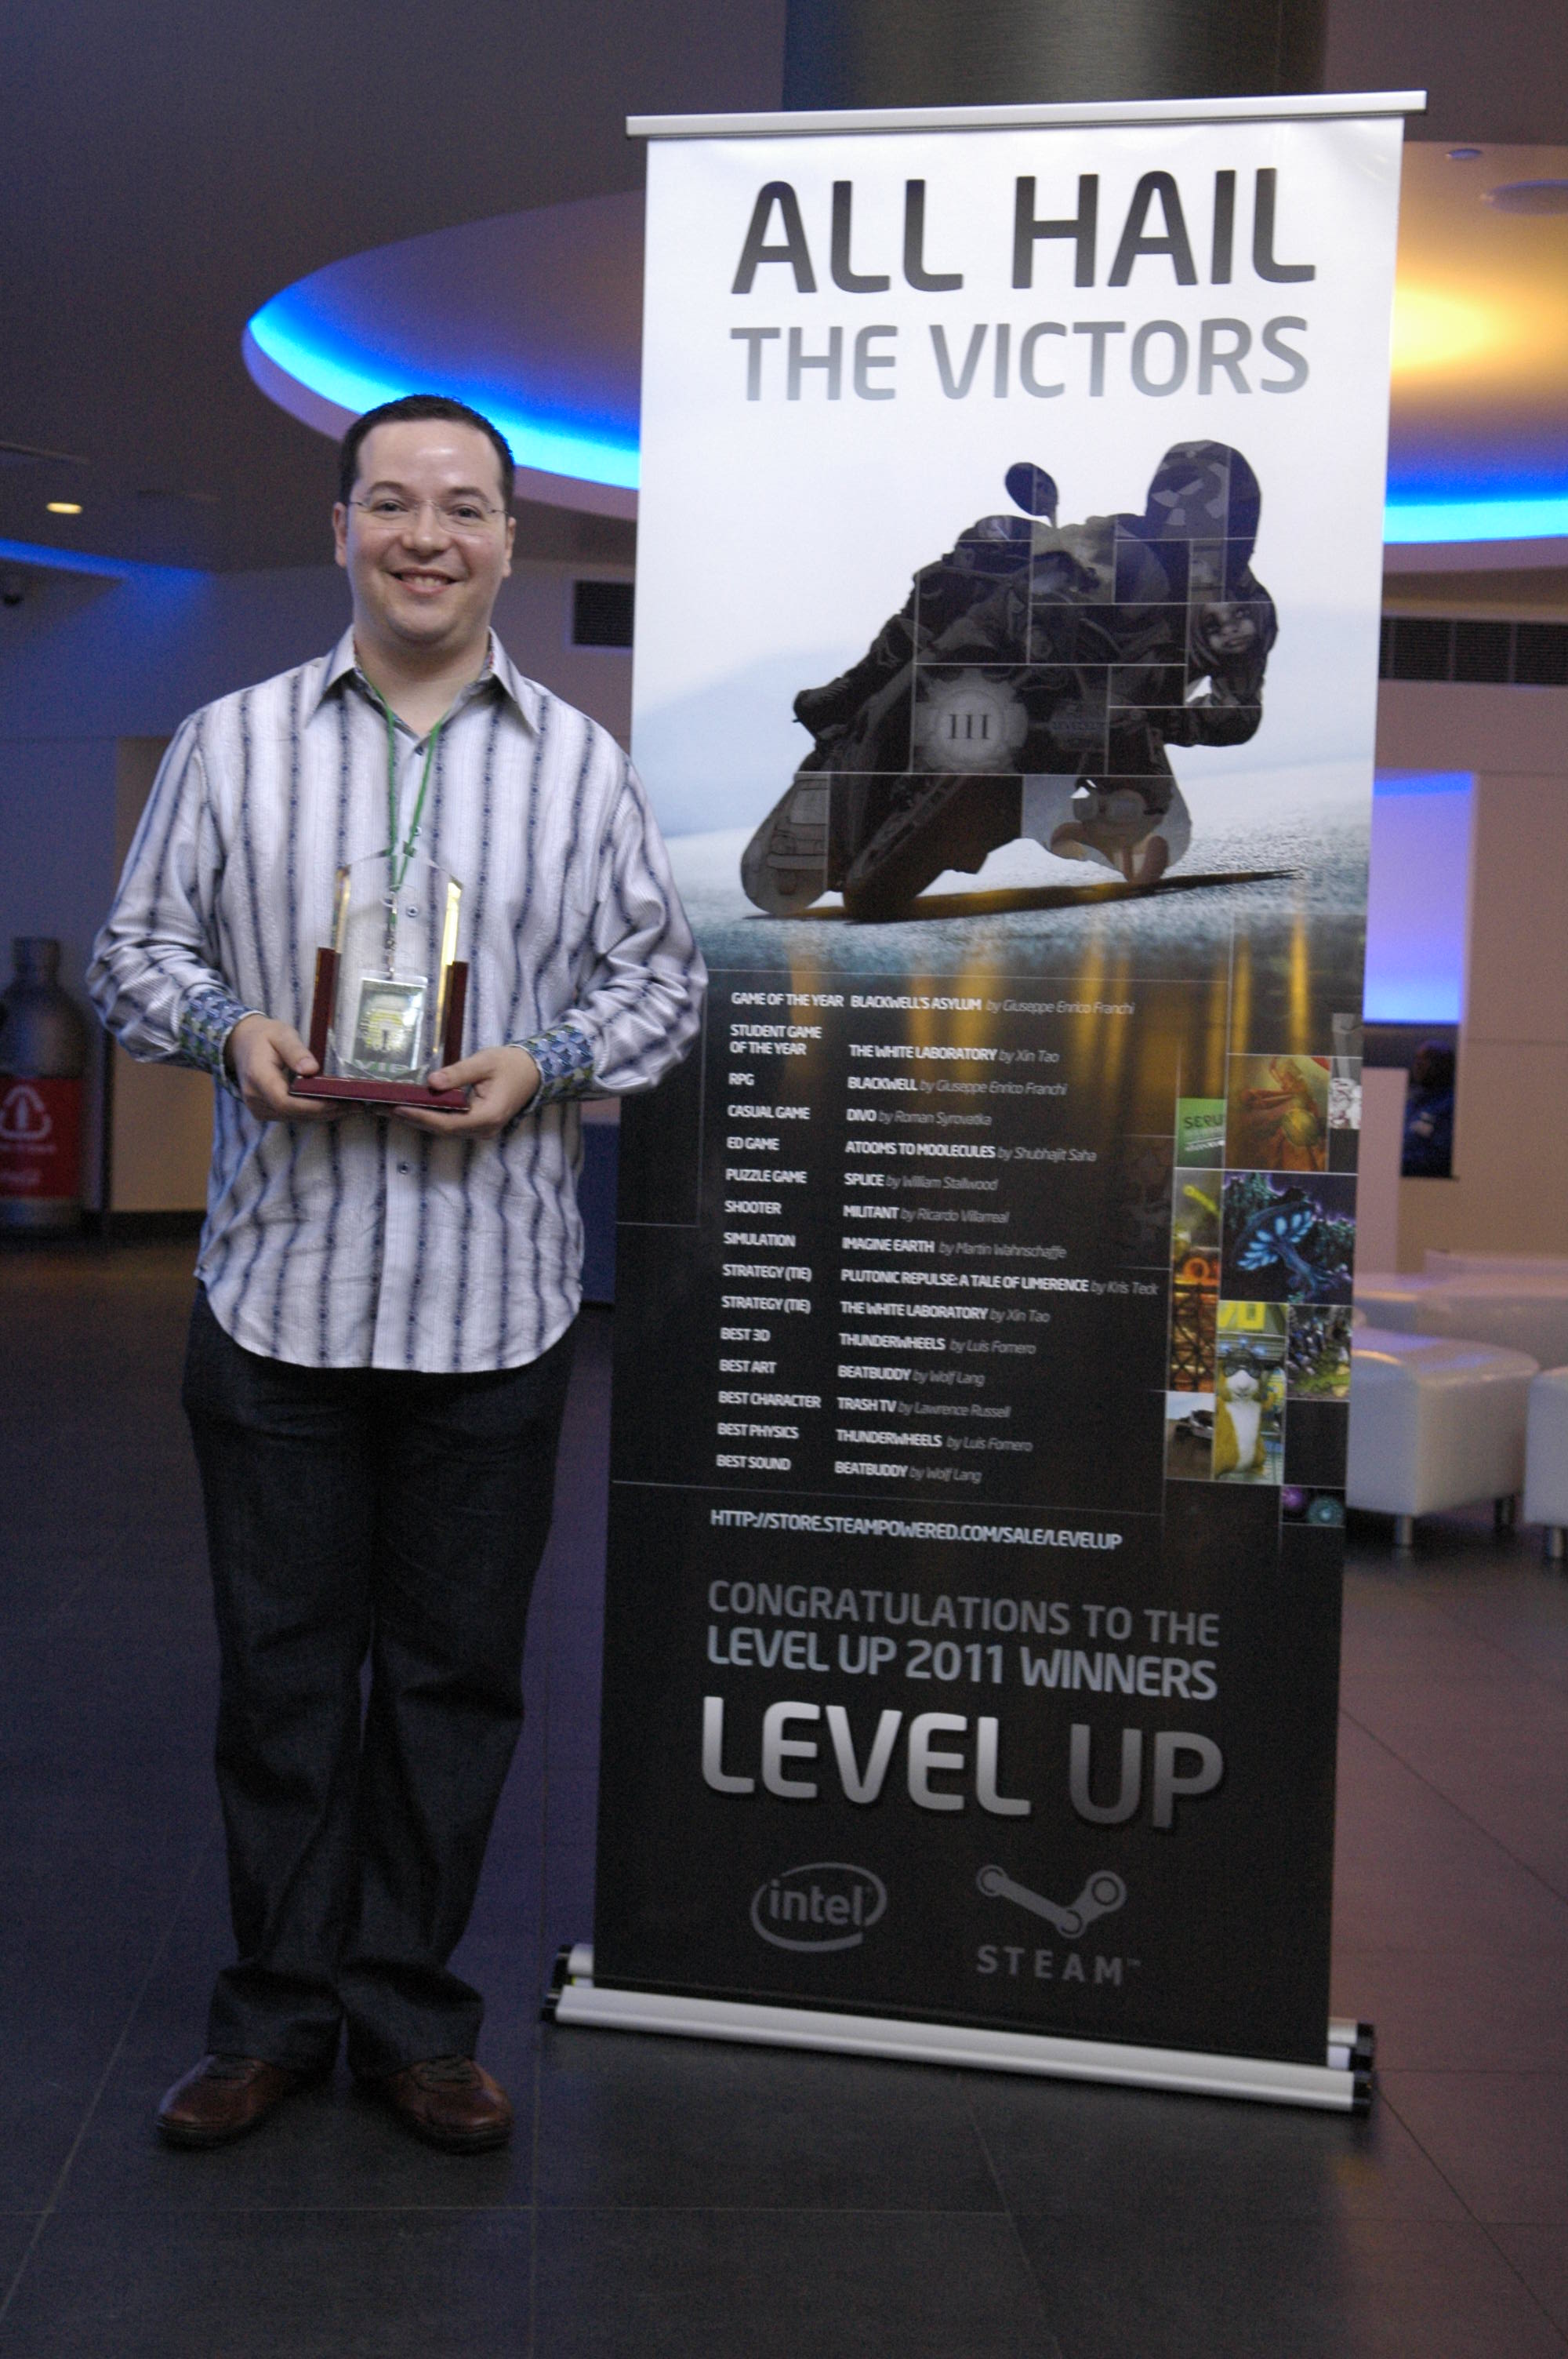 ALL HAIL
THE VICTORS
III
GAME OF THE YEAR BLACKWELL'S ASYLUM by Giuseppe Enrico Franchi
STUDENT GAME
OF THE YEAR THE WHITE LABORATORY by Xin Tao
RPG BLACKWELL by Giuseppe Enrico Franchi
CASUAL GAME DIVO by Roman Syrovatka
ED GAME ATOOMS TO MOOLECULES by Shubhajit Saha
PUZZLE GAME SPLICE by William Stallwood
SHOOTER MILITANT by Ricardo Villarreal
SIMULATION IMAGINE EARTH by Martin Wahnschaffe
STRATEGY (TIE) PLUTONIC REPULSE: A TALE OF LIMERENCE by Kris Teck
STRATEGY (TIE) THE WHITE LABORATORY by Xin Tao
BEST 3D THUNDERWHEELS by Luis Fornero
BEST ART BEATBUDDY by Wolf Lang
BEST CHARACTER TRASH TV by Lawrence Russell
BEST PHYSICS THUNDERWHEELS by Luis Fornero
BEST SOUND BEATBUDDY by Wolf Lang
HTTP://STORE.STEAMPOWERED.COM/SALE/LEVELUP
CONGRATULATIONS TO THE
LEVEL UP 2011 WINNERS
LEVEL UP
intel
STEAM™
VIP